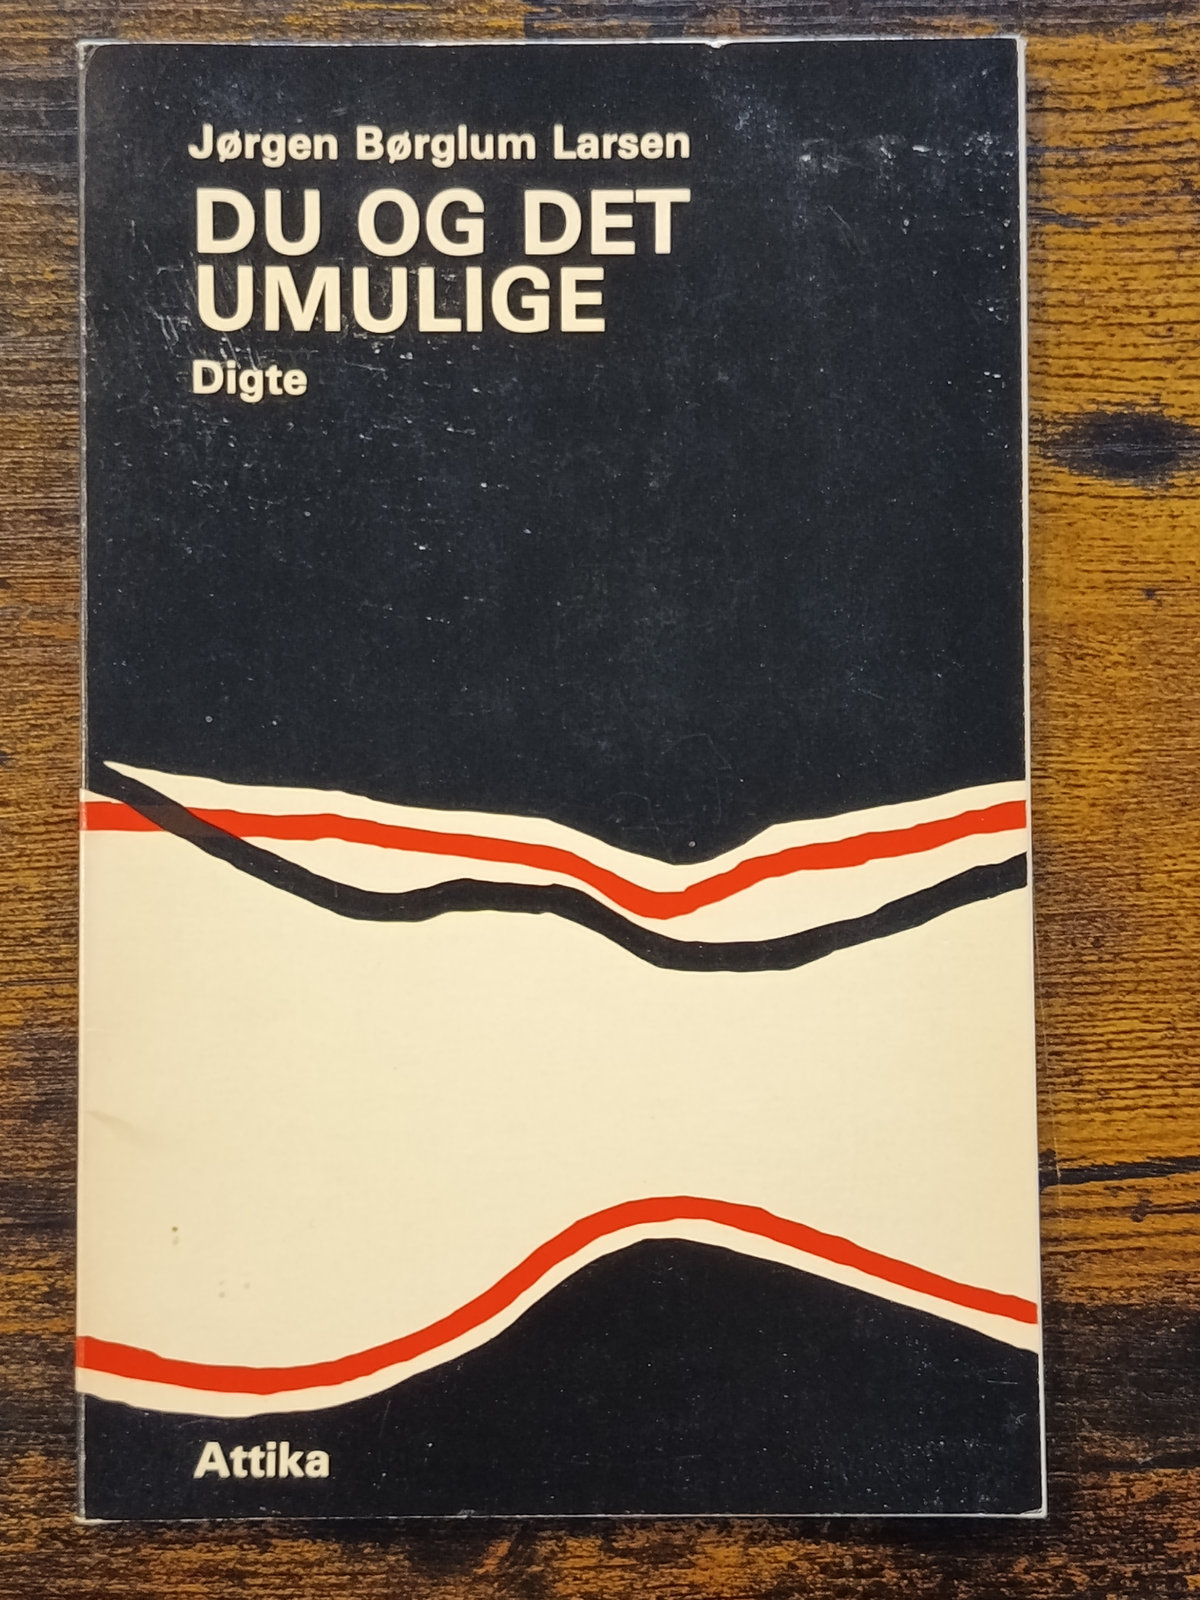 Jørgen Børglum Larsen
DU OG DET
UMULIGE
Digte
Attika